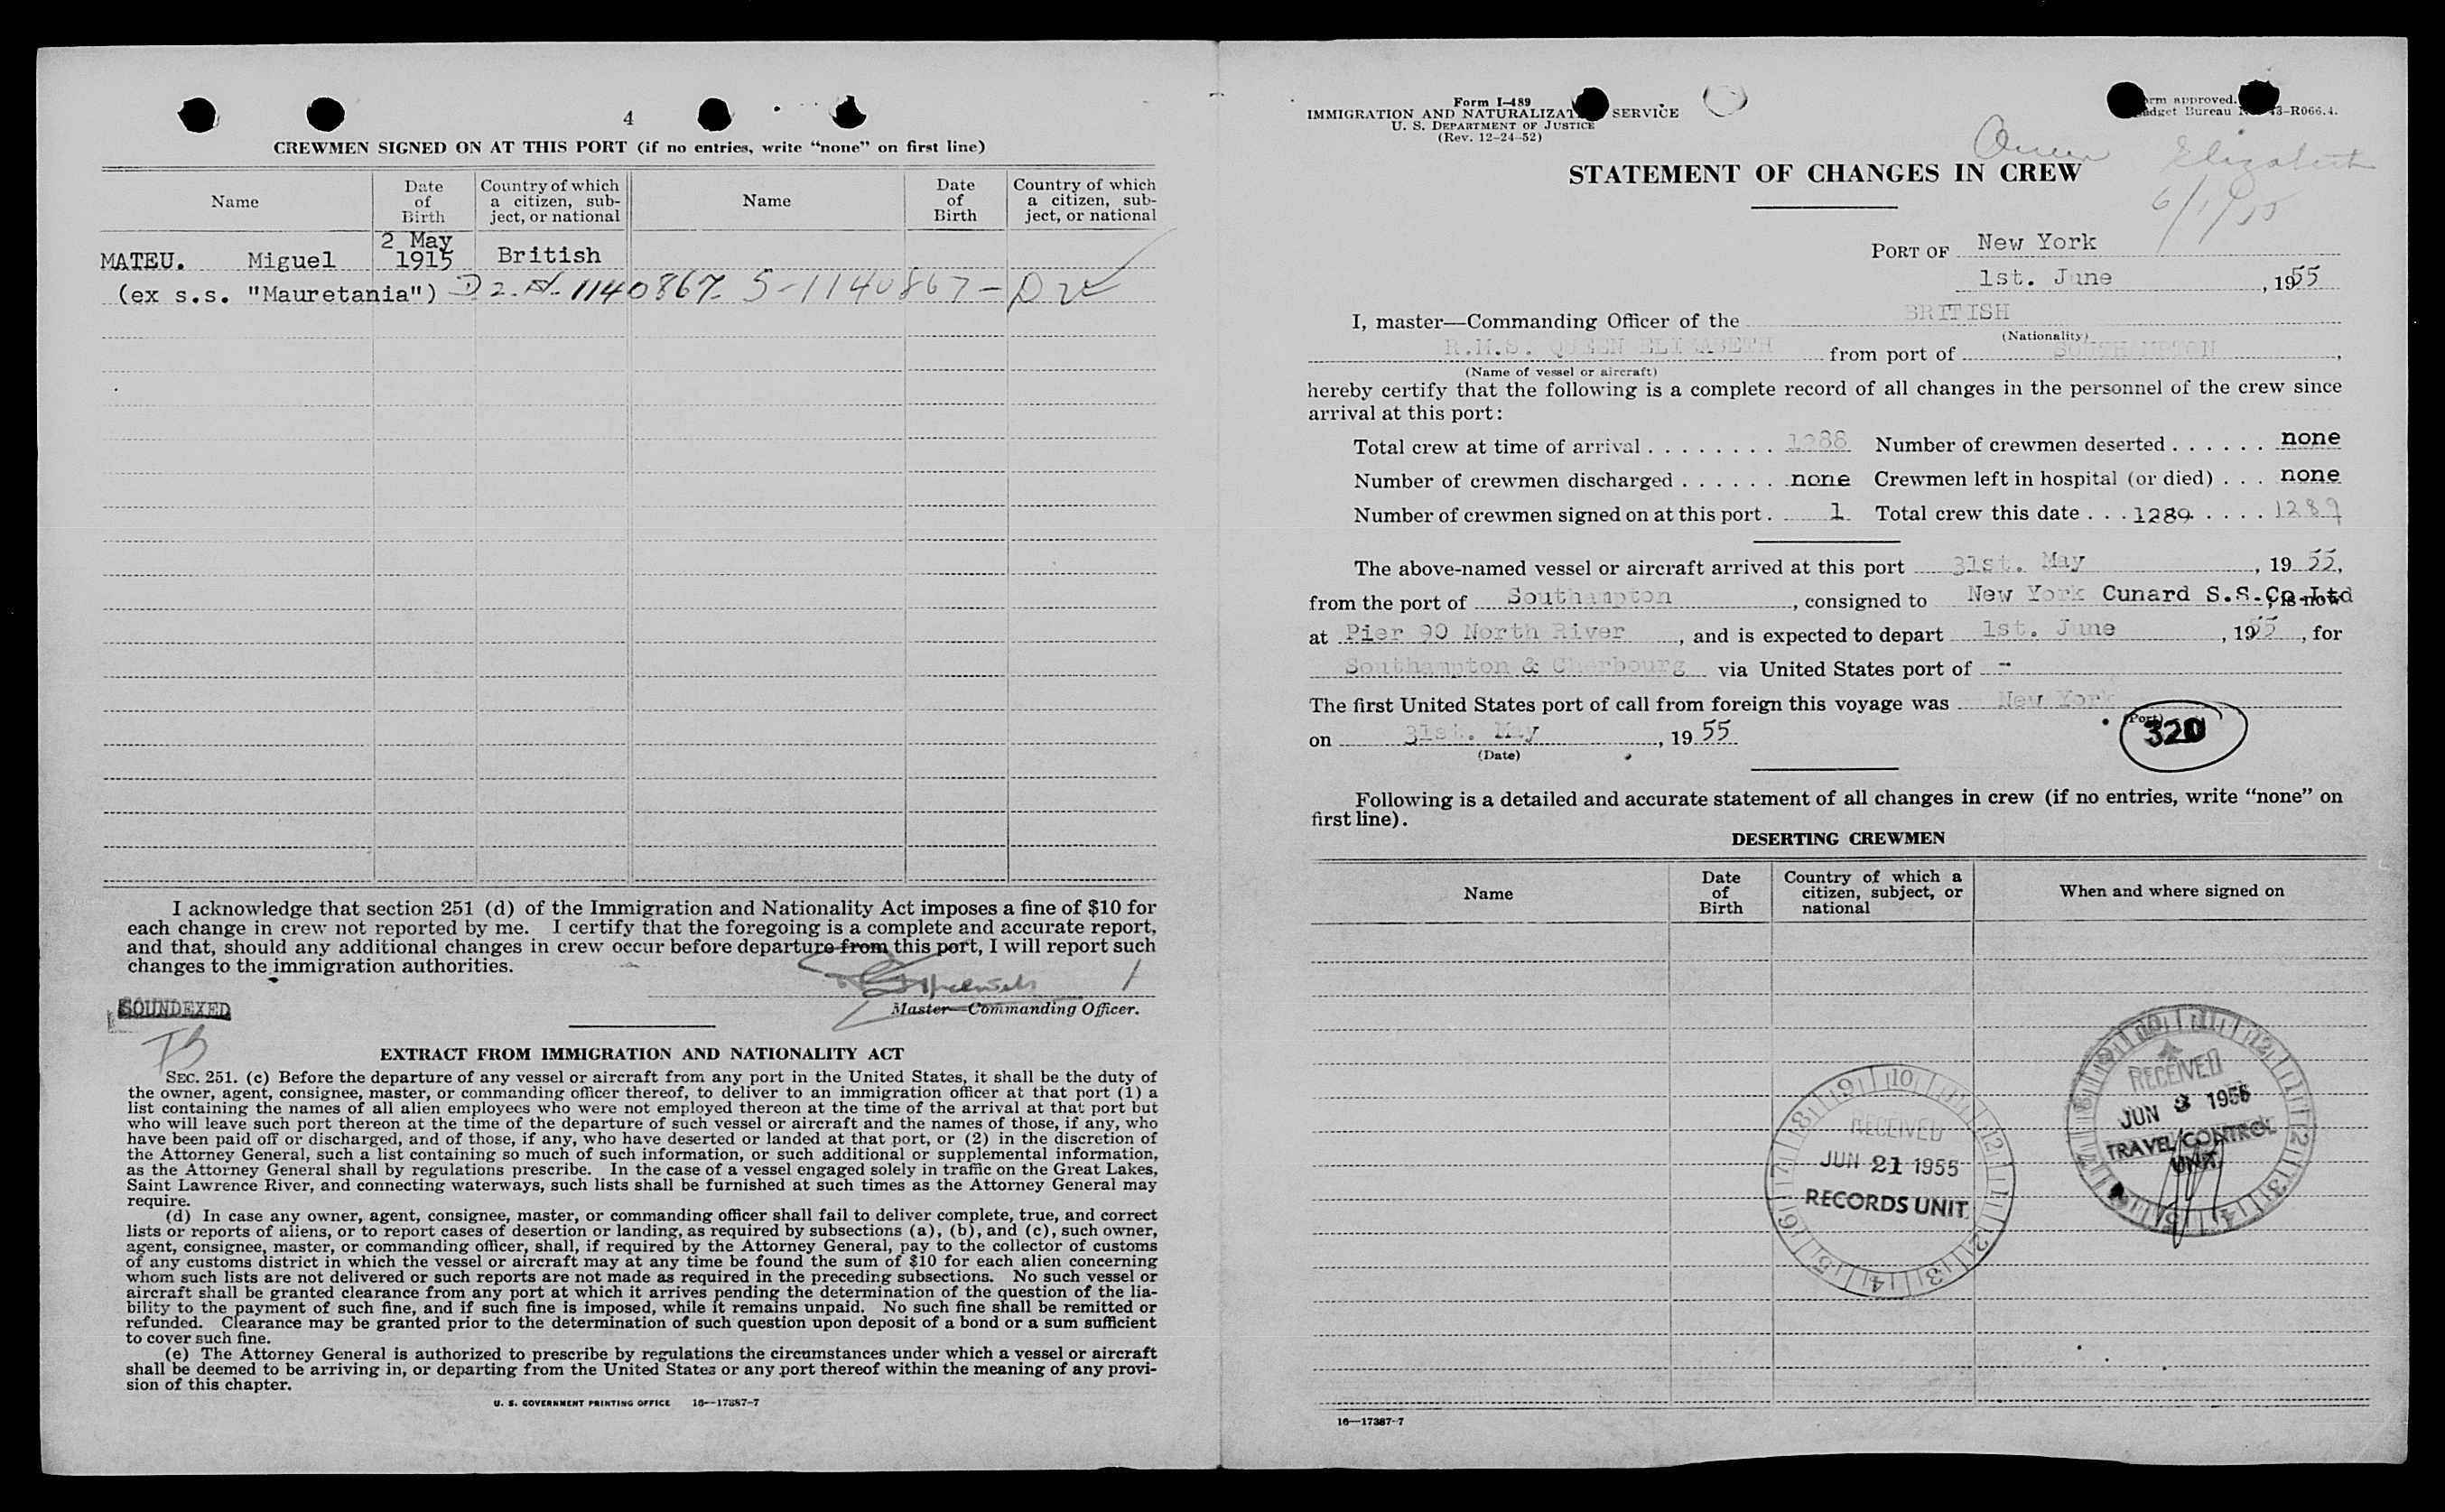 4
CREWMEN SIGNED ON AT THIS PORT (if no entries, write “none” on first line)
Name
Date of Birth
Country of which a citizen, sub-ject, or national
Name
Date of Birth
Country of which a citizen, sub-ject, or national
MATEU. Miguel 2 May 1915 British
(ex s.s. "Mauretania") D2. N. 1140867. S-1140867-
I acknowledge that section 251 (d) of the Immigration and Nationality Act imposes a fine of $10 for
each change in crew not reported by me. I certify that the foregoing is a complete and accurate report,
and that, should any additional changes in crew occur before departure from this port, I will report such
changes to the immigration authorities.
Master—Commanding Officer.
SOUNDEXED
EXTRACT FROM IMMIGRATION AND NATIONALITY ACT
SEC. 251. (c) Before the departure of any vessel or aircraft from any port in the United States, it shall be the duty of
the owner, agent, consignee, master, or commanding officer thereof, to deliver to an immigration officer at that port (1) a
list containing the names of all alien employees who were not employed thereon at the time of the arrival at that port but
who will leave such port thereon at the time of the departure of such vessel or aircraft and the names of those, if any, who
have been paid off or discharged, and of those, if any, who have deserted or landed at that port, or (2) in the discretion of
the Attorney General, such a list containing so much of such information, or such additional or supplemental information,
as the Attorney General shall by regulations prescribe. In the case of a vessel engaged solely in traffic on the Great Lakes,
Saint Lawrence River, and connecting waterways, such lists shall be furnished at such times as the Attorney General may
require.
(d) In case any owner, agent, consignee, master, or commanding officer shall fail to deliver complete, true, and correct
lists or reports of aliens, or to report cases of desertion or landing, as required by subsections (a), (b), and (c), such owner,
agent, consignee, master, or commanding officer, shall, if required by the Attorney General, pay to the collector of customs
of any customs district in which the vessel or aircraft may at any time be found the sum of $10 for each alien concerning
whom such lists are not delivered or such reports are not made as required in the preceding subsections. No such vessel or
aircraft shall be granted clearance from any port at which it arrives pending the determination of the question of the lia-
bility to the payment of such fine, and if such fine is imposed, while it remains unpaid. No such fine shall be remitted or
refunded. Clearance may be granted prior to the determination of such question upon deposit of a bond or a sum sufficient
to cover such fine.
(e) The Attorney General is authorized to prescribe by regulations the circumstances under which a vessel or aircraft
shall be deemed to be arriving in, or departing from the United States or any port thereof within the meaning of any provi-
sion of this chapter.
U. S. GOVERNMENT PRINTING OFFICE 16—17387-7
Form I-489
IMMIGRATION AND NATURALIZAT SERVICE
U. S. DEPARTMENT OF JUSTICE
(Rev. 12-24-52)
rm approved.
dget Bureau 43-R066.4.
Queen Elizabeth
6/1/55
STATEMENT OF CHANGES IN CREW
PORT OF New York
1st. June, 1955
I, master—Commanding Officer of the BRITISH
(Nationality)
R.M.S. QUEEN ELIZABETH from port of SOUTHAMPTON,
(Name of vessel or aircraft)
hereby certify that the following is a complete record of all changes in the personnel of the crew since
arrival at this port:
Total crew at time of arrival . . . . . . . . 1288 Number of crewmen deserted . . . . . . none
Number of crewmen discharged . . . . . . none Crewmen left in hospital (or died) . . . none
Number of crewmen signed on at this port . 1 Total crew this date . . . 1289 . . . . . 1289
The above-named vessel or aircraft arrived at this port 31st. May, 1955,
from the port of Southampton, consigned to New York Cunard S.S.Co.Ltd, is now
at Pier 90 North River, and is expected to depart 1st. June, 1955, for
Southampton & Cherbourg via United States port of -
The first United States port of call from foreign this voyage was New York
(Port)
320
on 31st. May, 1955
(Date)
Following is a detailed and accurate statement of all changes in crew (if no entries, write “none” on
first line).
DESERTING CREWMEN
Name
Date of Birth
Country of which a citizen, subject, or national
When and where signed on
RECEIVED
JUN 3 1955
TRAVEL CONTROL
UNIT
RECEIVED
JUN 21 1955
RECORDS UNIT
16—17387-7